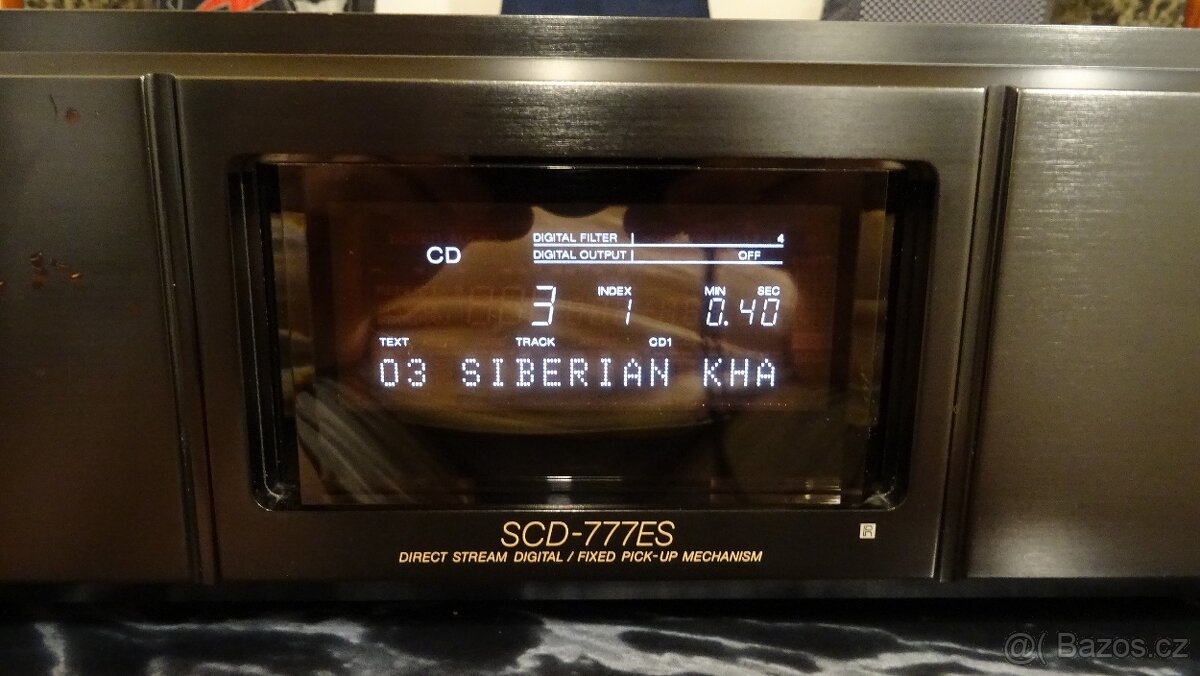 CD
DIGITAL FILTER 4
DIGITAL OUTPUT OFF
INDEX MIN SEC
3 1 0.40
TEXT TRACK CD1
03 SIBERIAN KHA
SCD-777ES
IR
DIRECT STREAM DIGITAL / FIXED PICK-UP MECHANISM
@( Bazos.cz